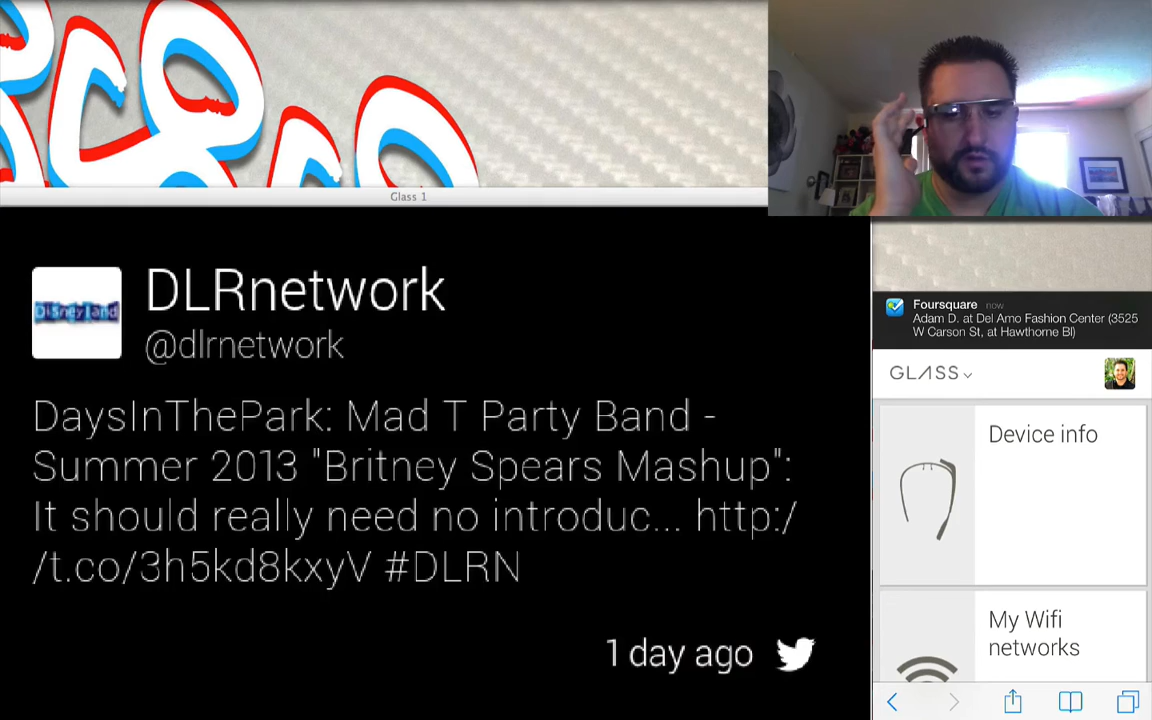 Glass 1
DLRnetwork
@dlrnetwork
DaysInThePark: Mad T Party Band -
Summer 2013 "Britney Spears Mashup":
It should really need no introduc... http:/
/t.co/3h5kd8kxyV #DLRN
1 day ago
Foursquare now
Adam D. at Del Amo Fashion Center (3525
W Carson St, at Hawthorne Bl)
GLASS
Device info
My Wifi
networks